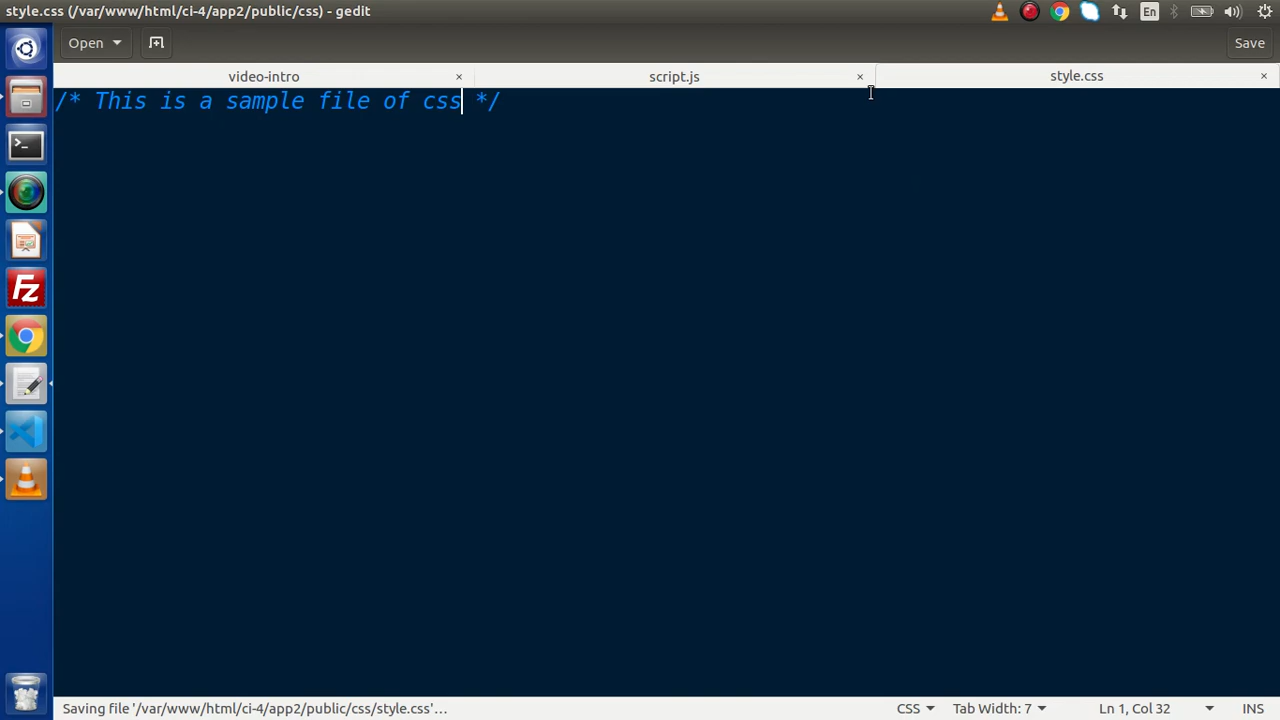 style.css (/var/www/html/ci-4/app2/public/css) - gedit
En
Open
Save
video-intro × script.js × style.css ×
/* This is a sample file of css */
Fz
Saving file '/var/www/html/ci-4/app2/public/css/style.css'… CSS Tab Width: 7 Ln 1, Col 32 INS